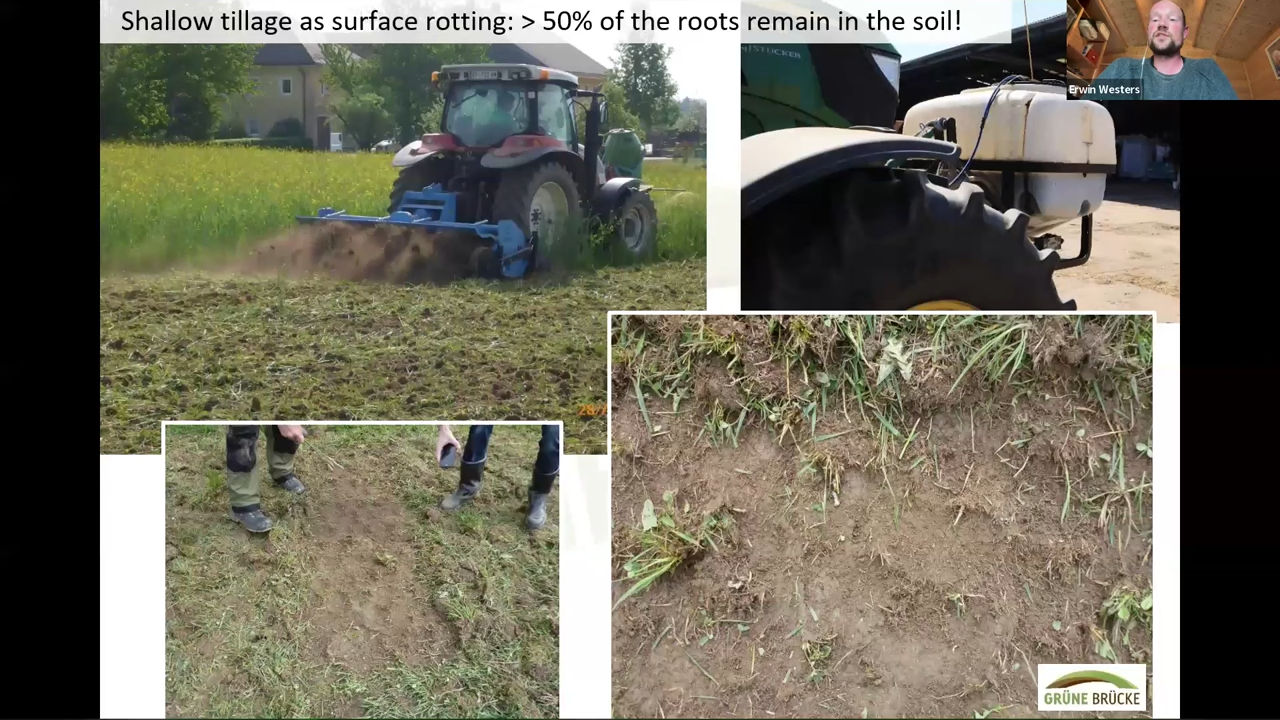 Shallow tillage as surface rotting: > 50% of the roots remain in the soil!
Erwin Westers
GRÜNE BRÜCKE